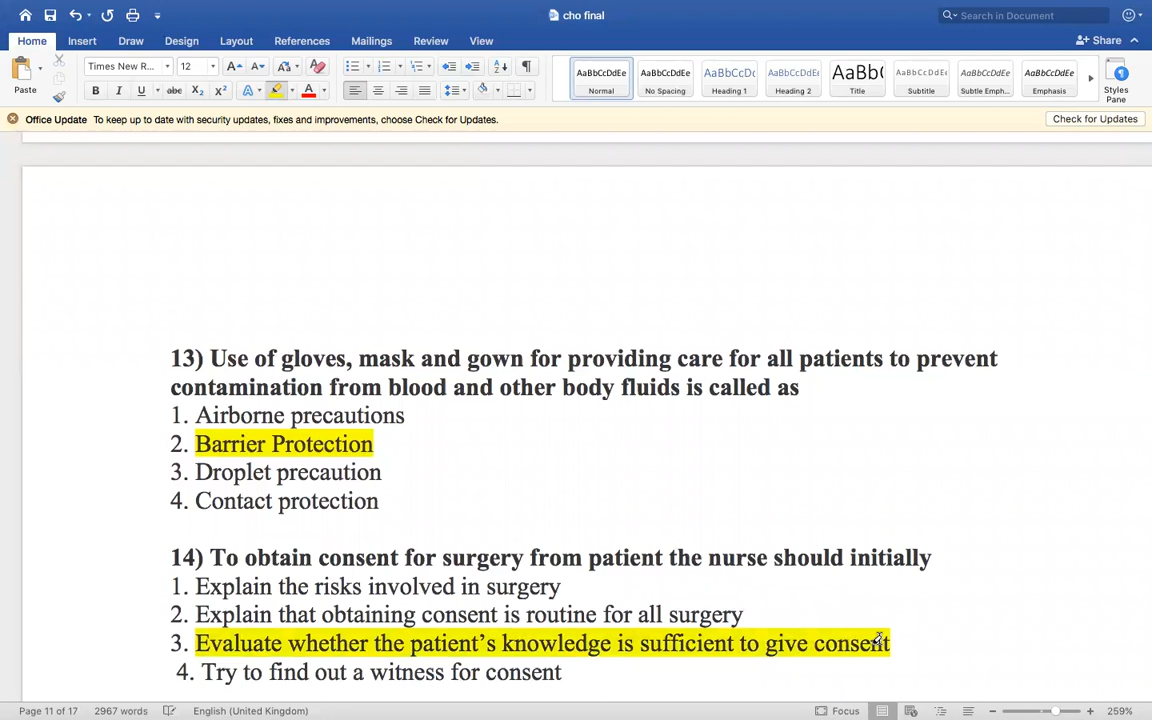 cho final
Search in Document
Home Insert Draw Design Layout References Mailings Review View
Share
Paste
Times New R...
12
AaBbCcDdEe
Normal
AaBbCcDdEe
No Spacing
AaBbCcDc
Heading 1
AaBbCcDdEe
Heading 2
AaBb(
Title
AaBbCcDdEe
Subtitle
AaBbCcDdEe
Subtle Emph...
AaBbCcDdEe
Emphasis
Styles
Pane
Office Update To keep up to date with security updates, fixes and improvements, choose Check for Updates.
Check for Updates
13) Use of gloves, mask and gown for providing care for all patients to prevent
contamination from blood and other body fluids is called as
1. Airborne precautions
2. Barrier Protection
3. Droplet precaution
4. Contact protection
14) To obtain consent for surgery from patient the nurse should initially
1. Explain the risks involved in surgery
2. Explain that obtaining consent is routine for all surgery
3. Evaluate whether the patient's knowledge is sufficient to give consent
4. Try to find out a witness for consent
Page 11 of 17 2967 words English (United Kingdom) Focus 259%